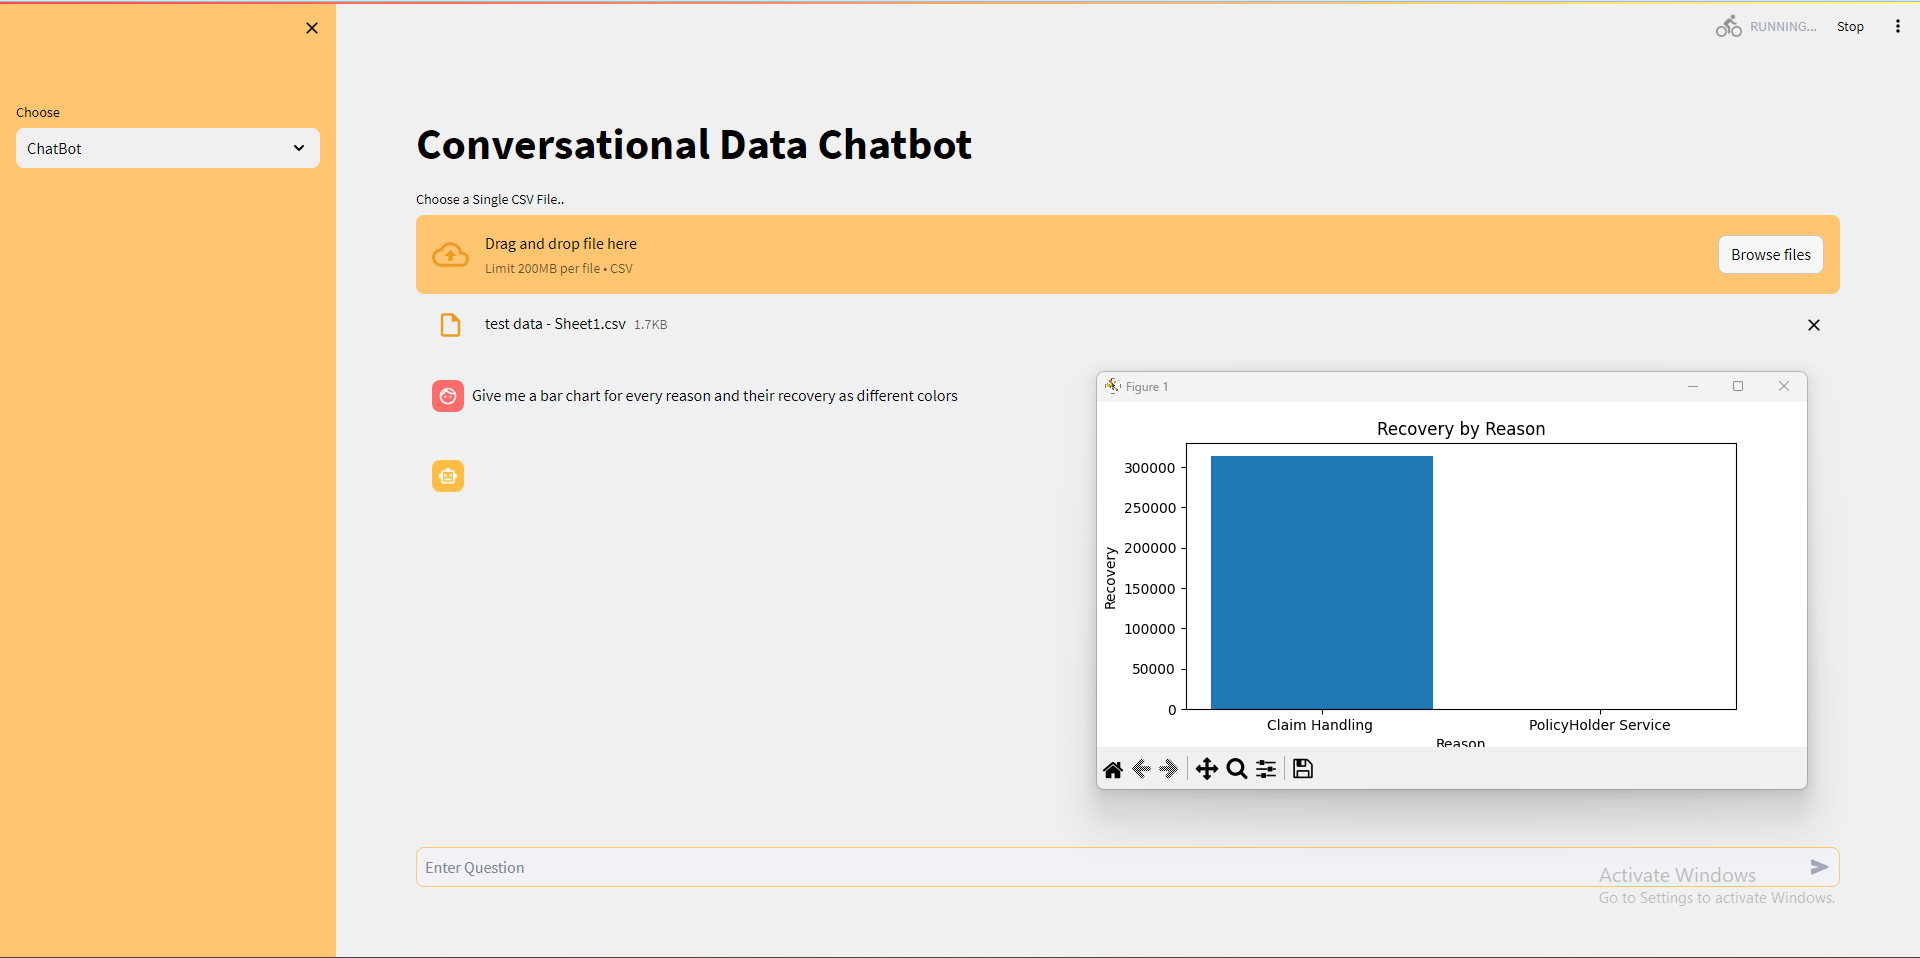 RUNNING...
Stop
Choose
ChatBot
Conversational Data Chatbot
Choose a Single CSV File..
Drag and drop file here
Limit 200MB per file • CSV
Browse files
test data - Sheet1.csv 1.7KB
Give me a bar chart for every reason and their recovery as different colors
Figure 1
Recovery by Reason
Recovery
300000
250000
200000
150000
100000
50000
0
Claim Handling
PolicyHolder Service
Reason
Enter Question
Activate Windows
Go to Settings to activate Windows.